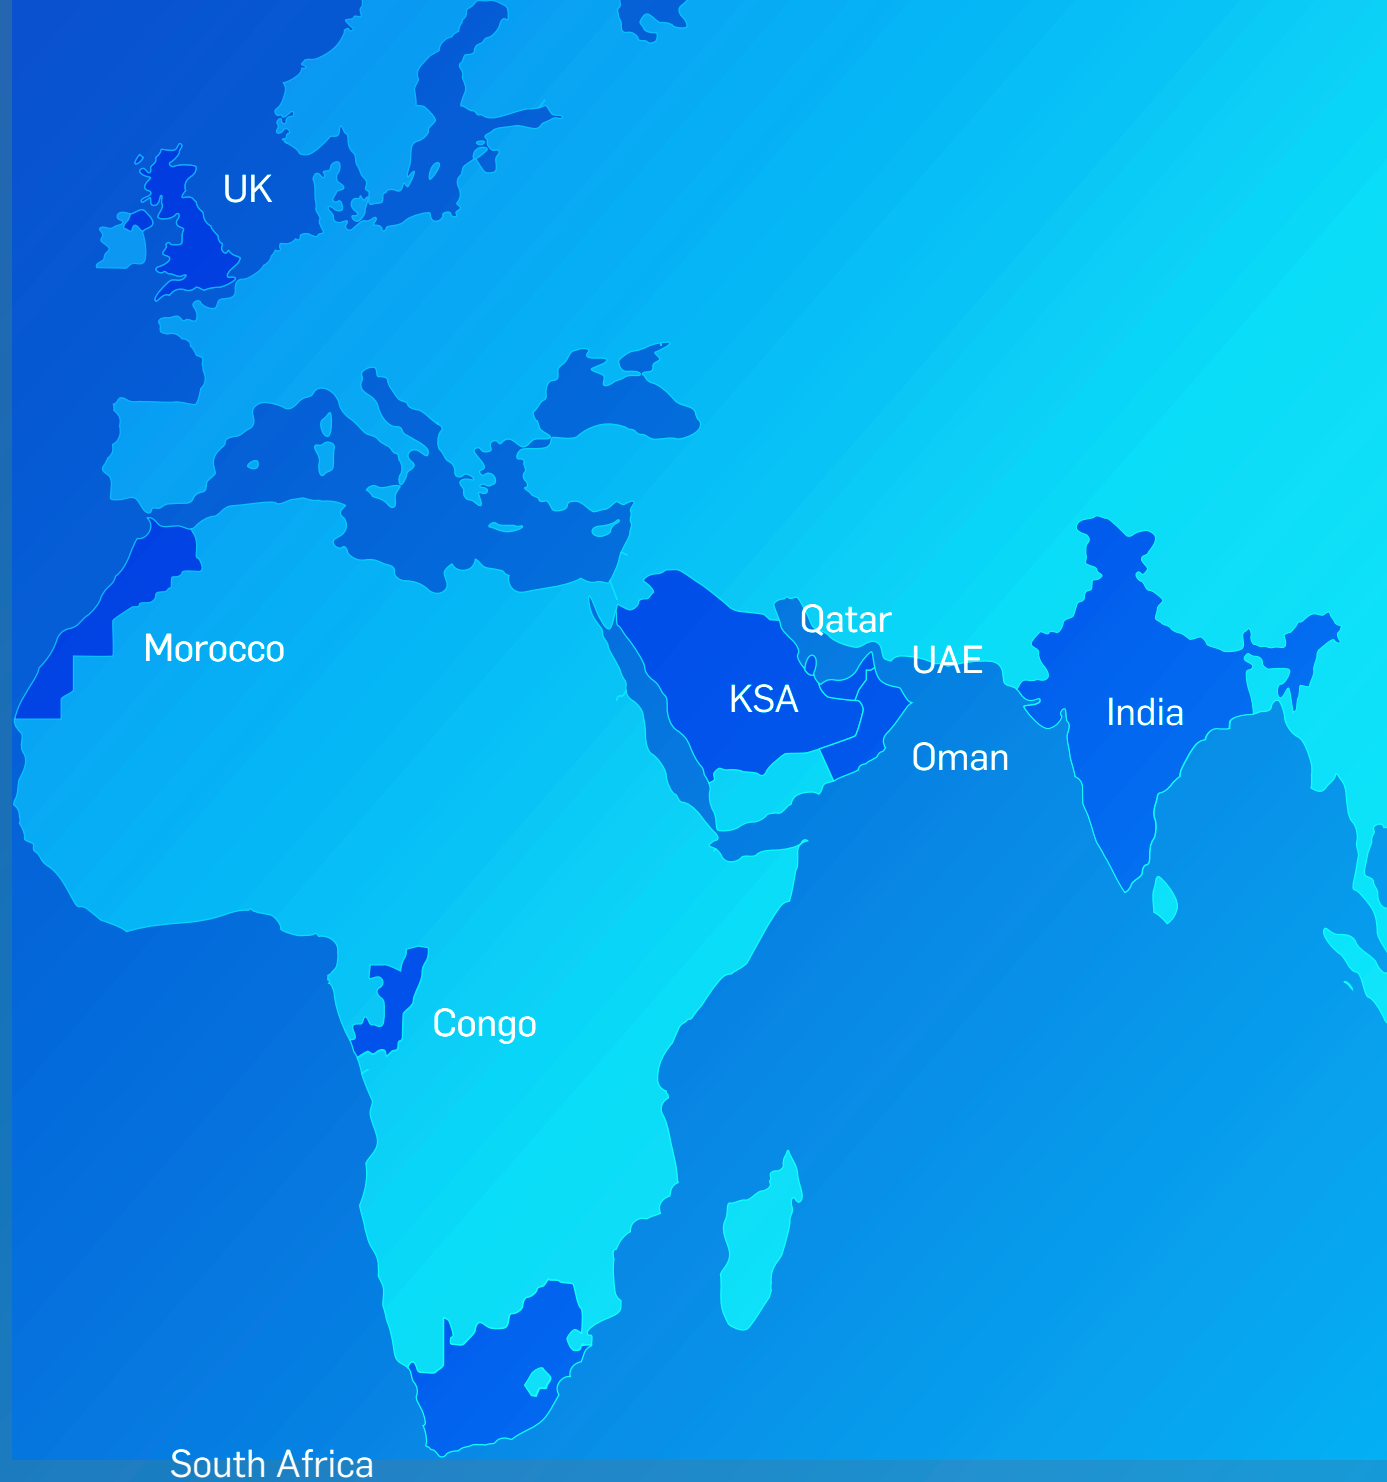 UK
Qatar
Morocco
UAE
KSA
India
Oman
Congo
South Africa